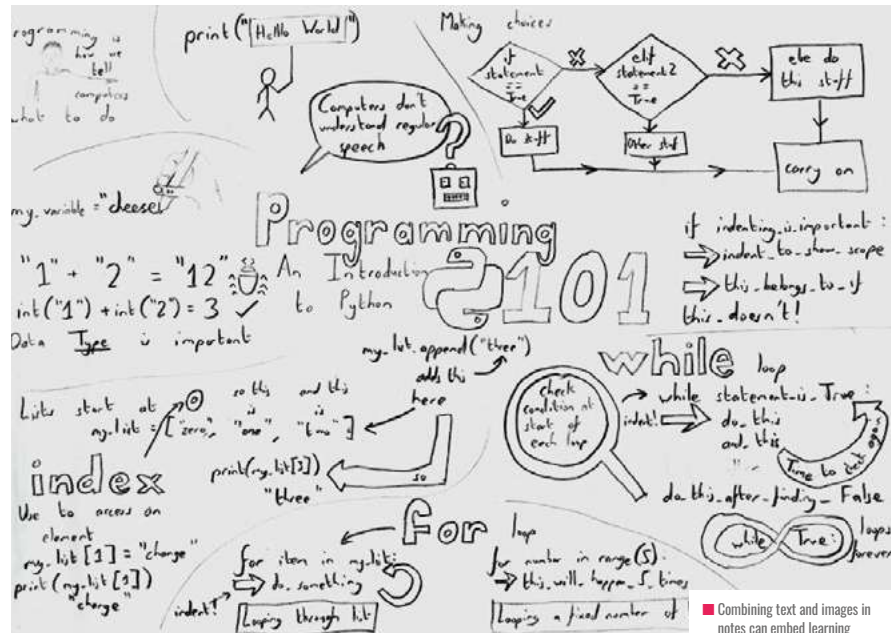 Programming is
how we
tell
computers
what to do
print("Hello World")
Making choices
if
statement
==
True
elif
statement2
==
True
else do
this stuff
Do stuff
Other stuff
carry on
Computers don't
understand regular
speech
?
my_variable = "cheese"
Programming
101
An Introduction
to Python
"1" + "2" = "12"
int("1") + int("2") = 3
Data Type is important
if indenting_is_important:
indent_to_show_scope
this_belongs_to_if
this_doesn't!
my_list.append("three")
adds this
here
Lists start at 0
so this is
and this is
my_list = ["zero", "one", "two"]
so
print(my_list[3])
"three"
index
Use to access an
element
my_list[1] = "change"
print(my_list[1])
"change"
while loop
check
condition at
start of
each loop
indent!
while statement_is_True:
do_this
and_this
Time to check again
do_this_after_finding_False
while True:
loops
forever
for loop
for item in my_list:
do_something
indent!
Looping through list
for number in range(5):
this_will_happen_5_times
Looping a fixed number of
Combining text and images in
notes can embed learning